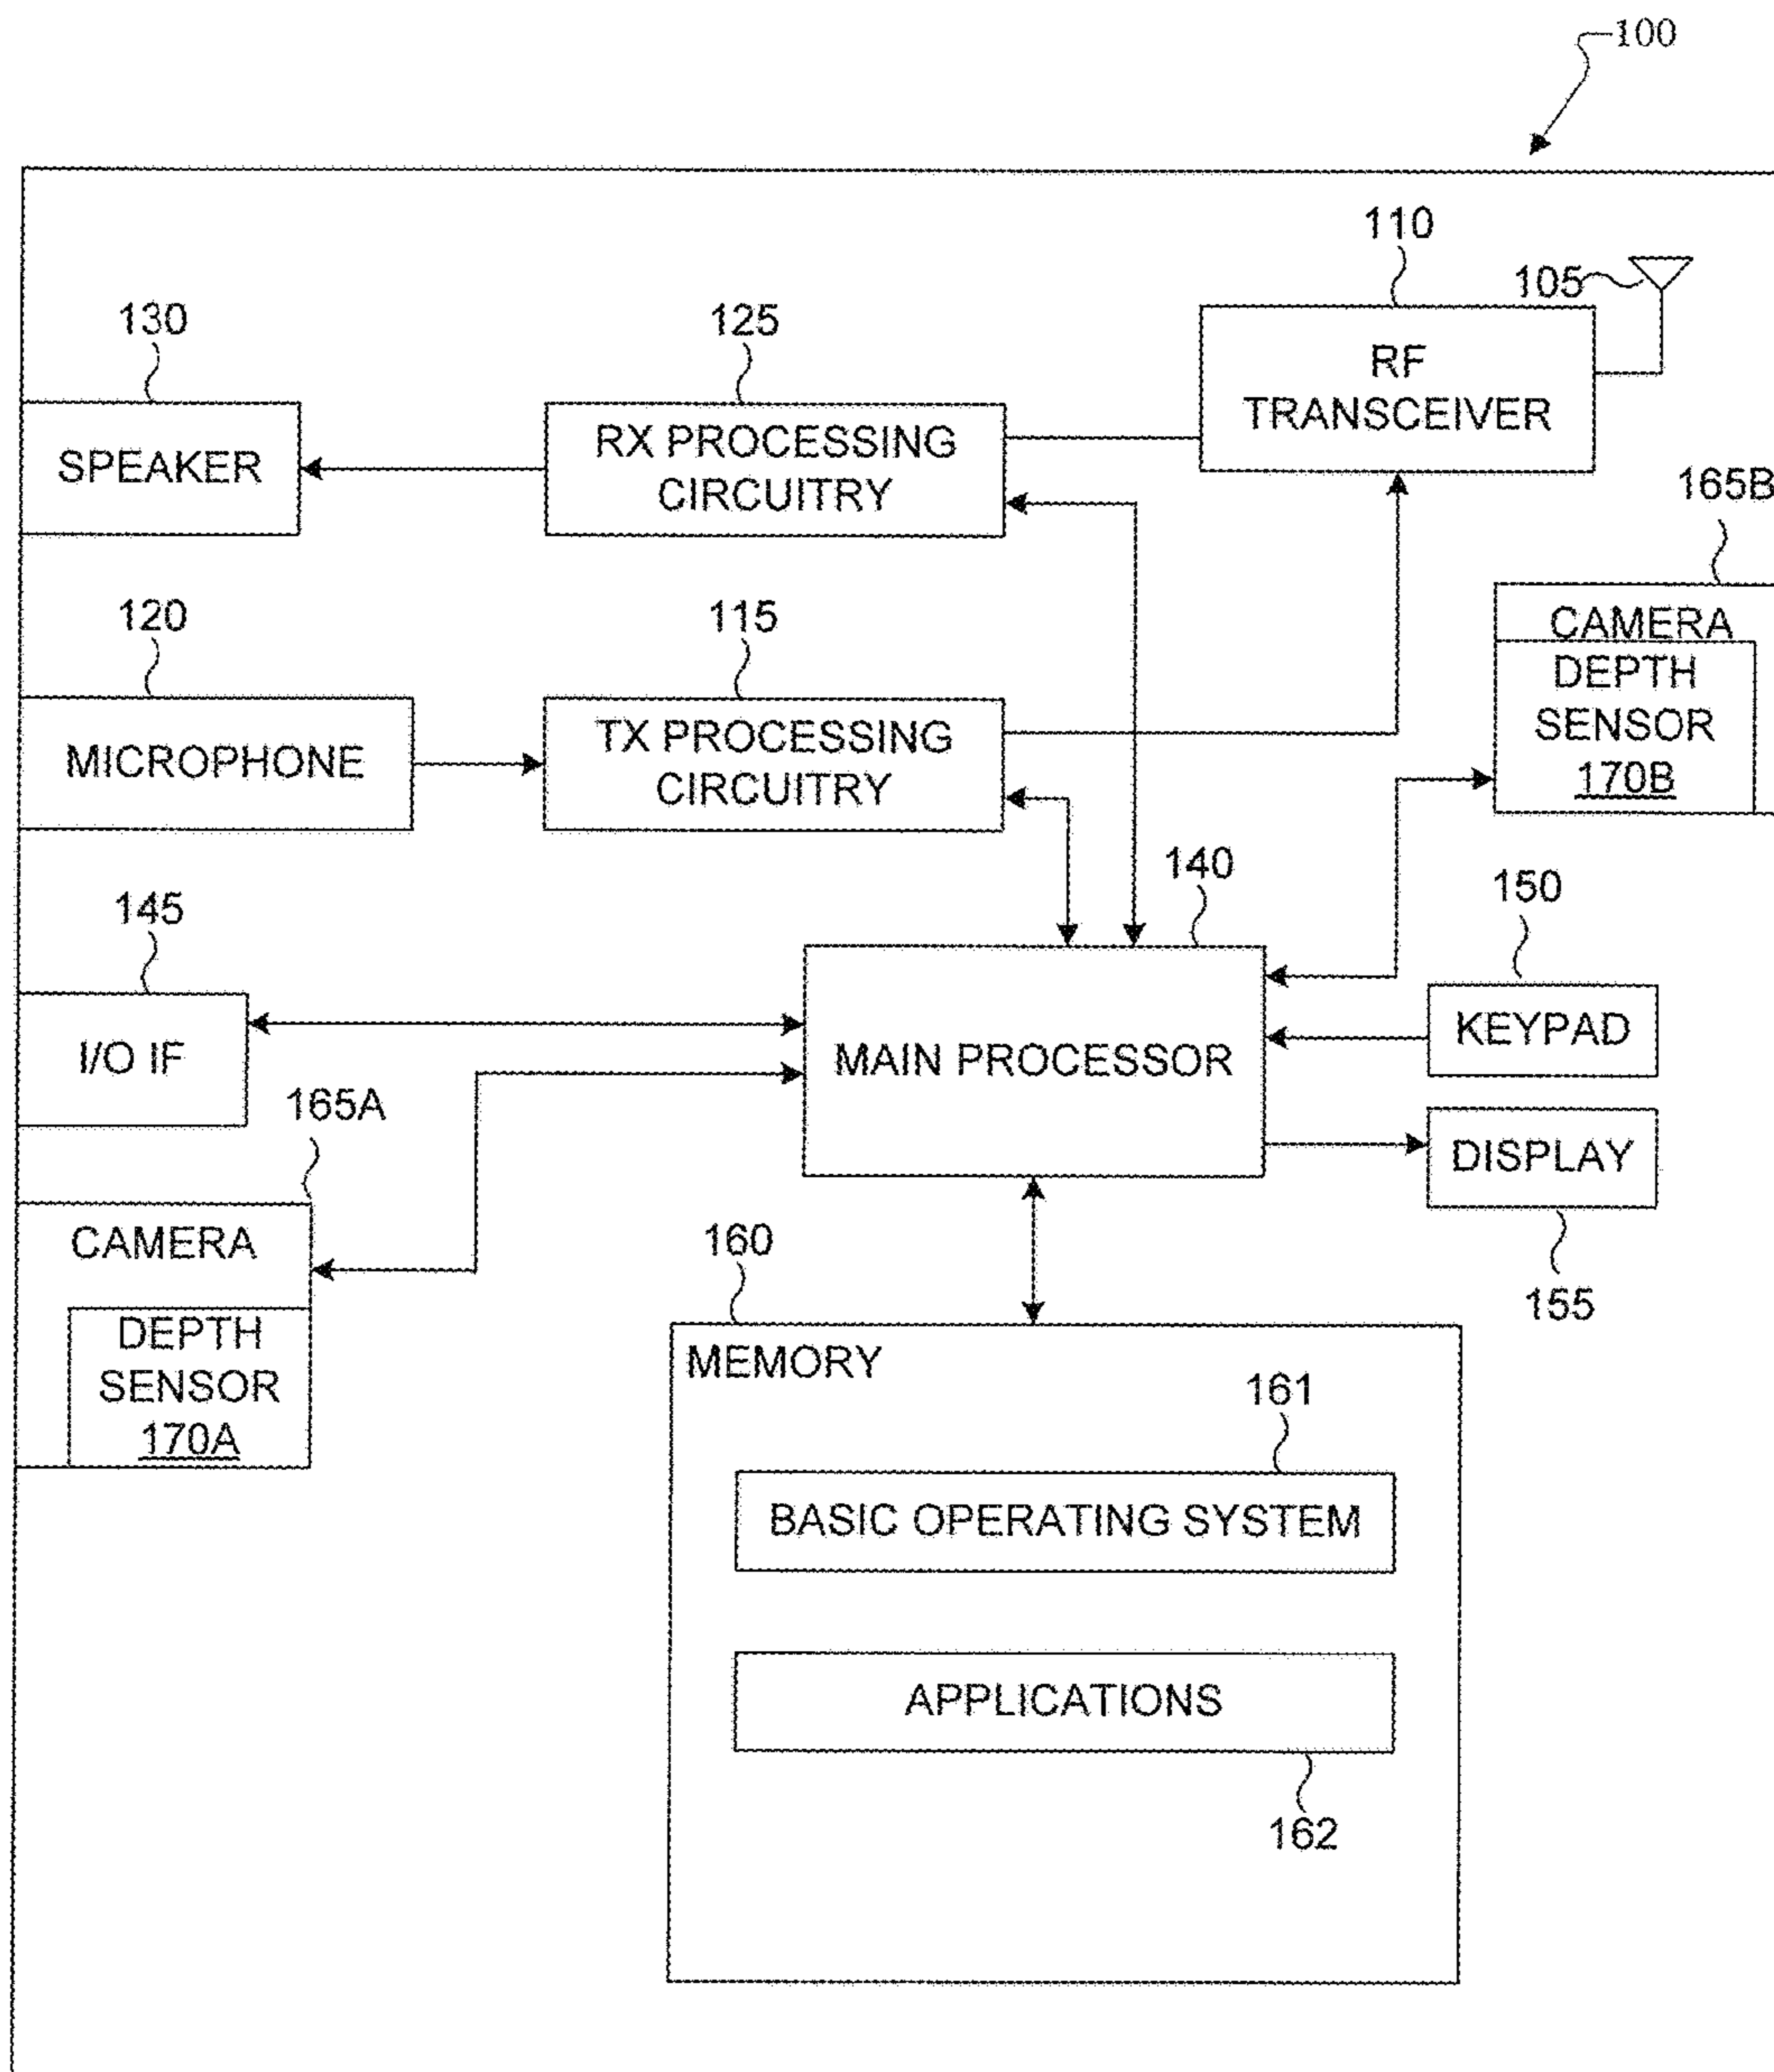 100
110
105
130
125
RF
TRANSCEIVER
SPEAKER
RX PROCESSING
CIRCUITRY
165B
120
115
CAMERA
DEPTH
SENSOR
170B
MICROPHONE
TX PROCESSING
CIRCUITRY
140
150
145
KEYPAD
I/O IF
MAIN PROCESSOR
165A
DISPLAY
CAMERA
160
155
DEPTH
SENSOR
170A
MEMORY
161
BASIC OPERATING SYSTEM
APPLICATIONS
162